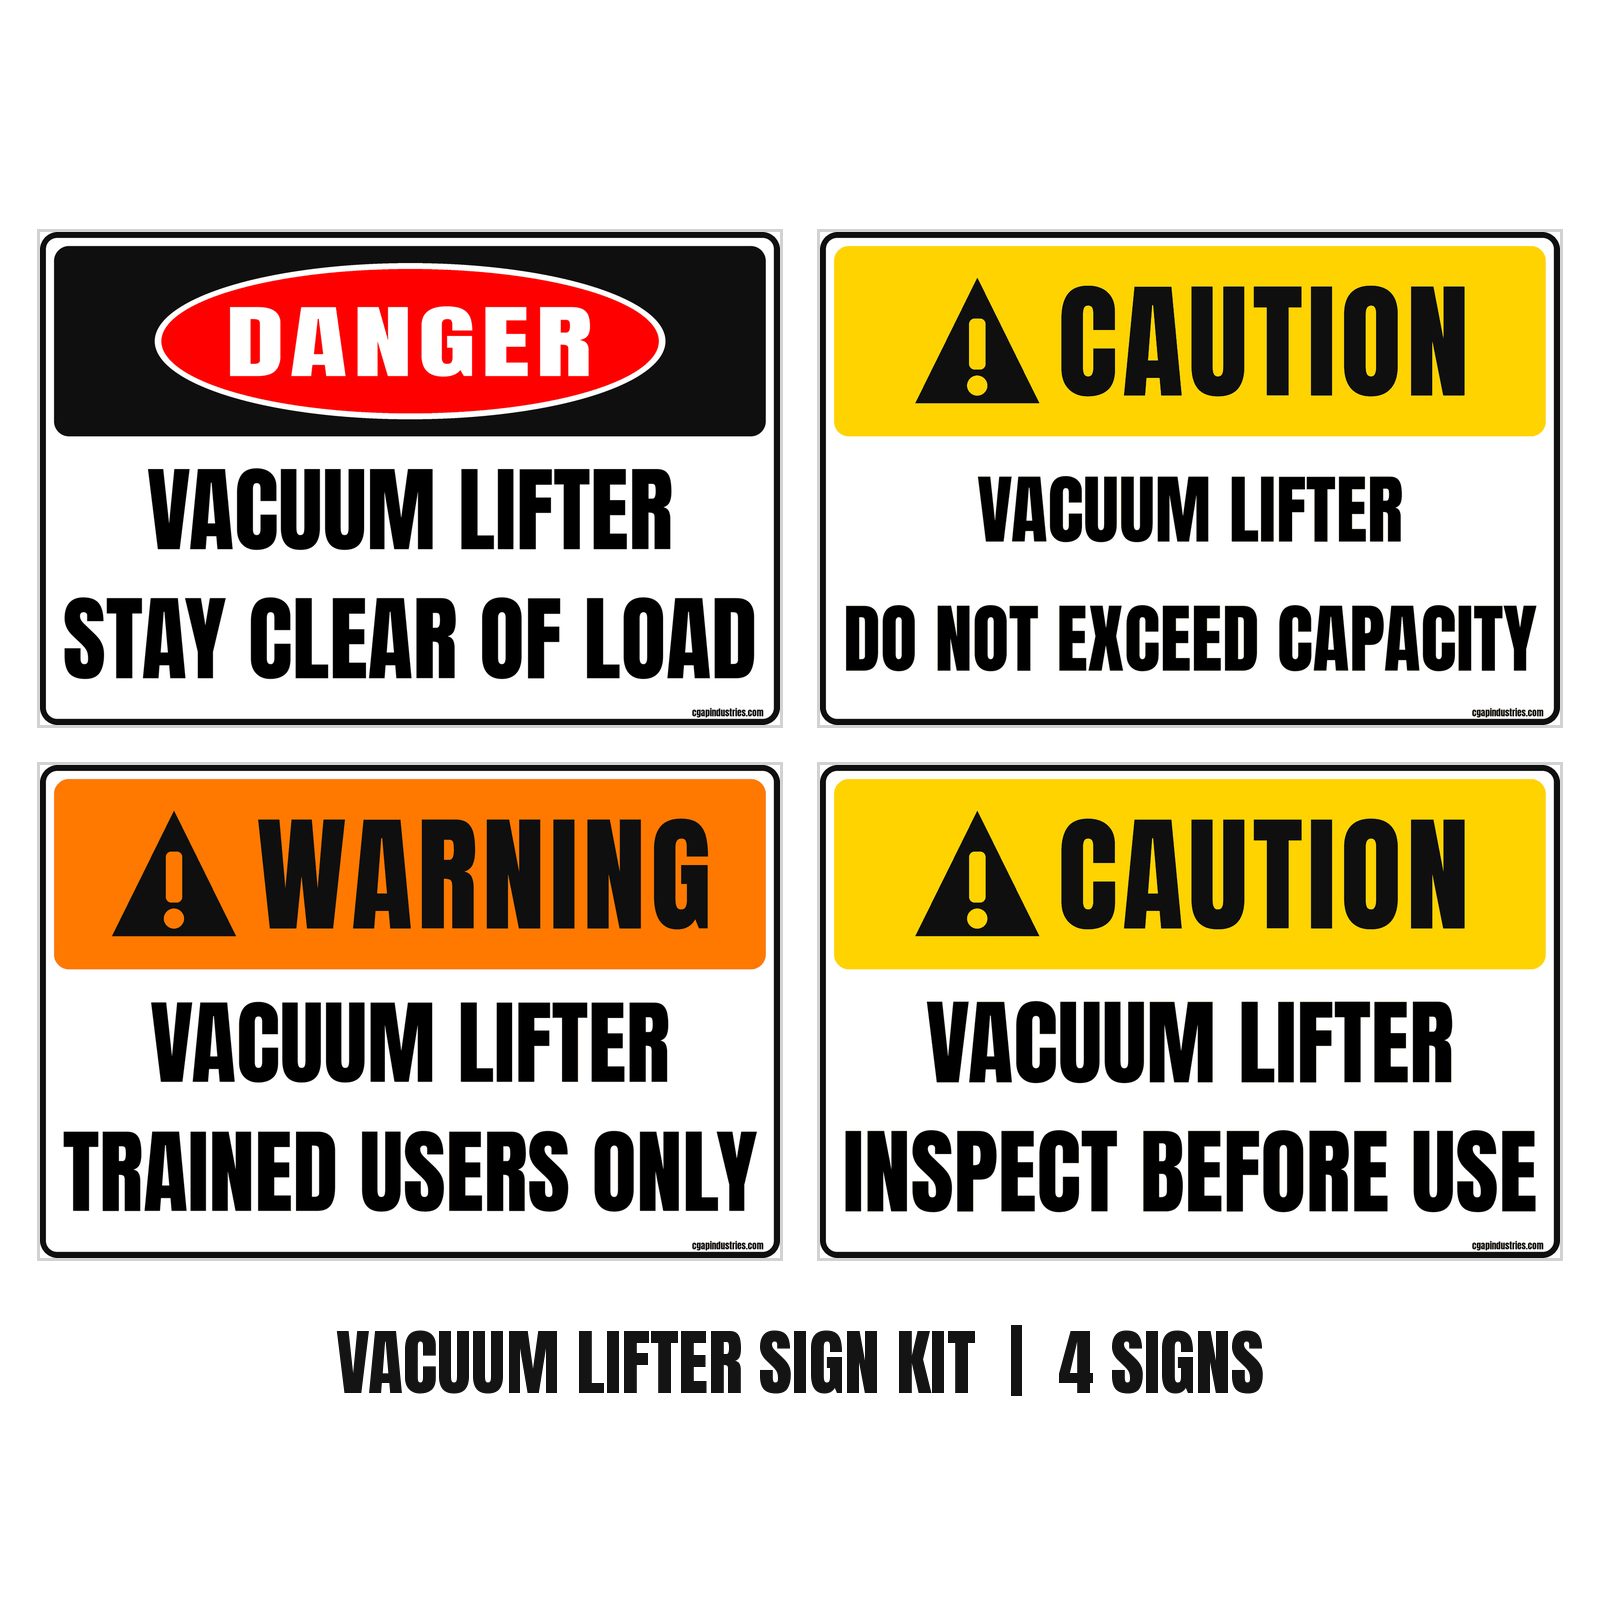 DANGER
VACUUM LIFTER
STAY CLEAR OF LOAD
cgapindustries.com
CAUTION
VACUUM LIFTER
DO NOT EXCEED CAPACITY
cgapindustries.com
WARNING
VACUUM LIFTER
TRAINED USERS ONLY
cgapindustries.com
CAUTION
VACUUM LIFTER
INSPECT BEFORE USE
cgapindustries.com
VACUUM LIFTER SIGN KIT | 4 SIGNS